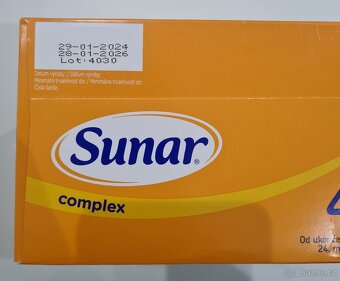 29-01-2024
28-01-2026
Lot:4030
Dátum výroby: / Datum výroby:
Minimální trvanlivost do: / Minimálna trvanlivosť do:
Číslo šarže:
Sunar®
complex
4
Od ukonče
24. m
Bazos.cz